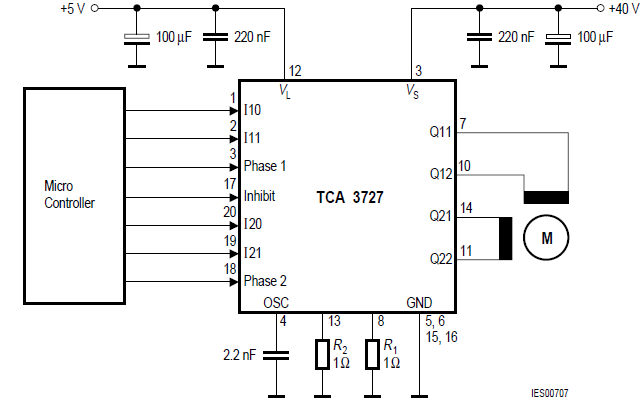 +5 V
+40 V
100 µF
220 nF
220 nF
100 µF
12
3
VL
VS
1
I10
2
I11
3
Phase 1
17
Inhibit
20
I20
19
I21
18
Phase 2
Micro
Controller
TCA 3727
Q11
7
Q12
10
Q21
14
Q22
11
M
OSC
GND
4
13
8
5, 6
15, 16
2.2 nF
R2
1Ω
R1
1Ω
IES00707